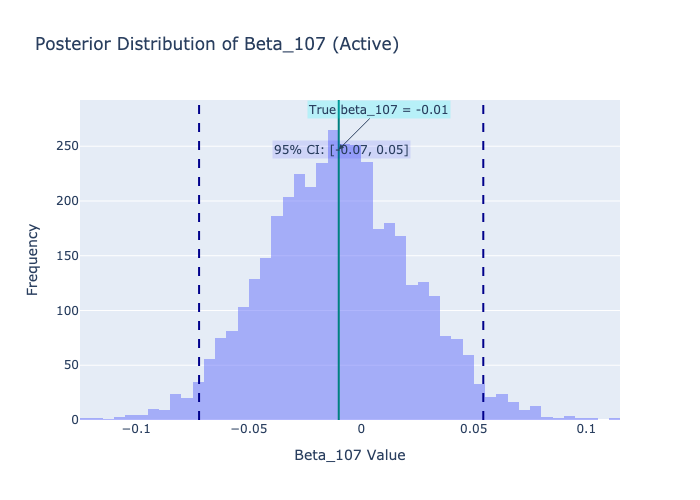 Posterior Distribution of Beta_107 (Active)
True beta_107 = -0.01
95% CI: [-0.07, 0.05]
250
200
150
100
50
0
Frequency
−0.1
−0.05
0
0.05
0.1
Beta_107 Value